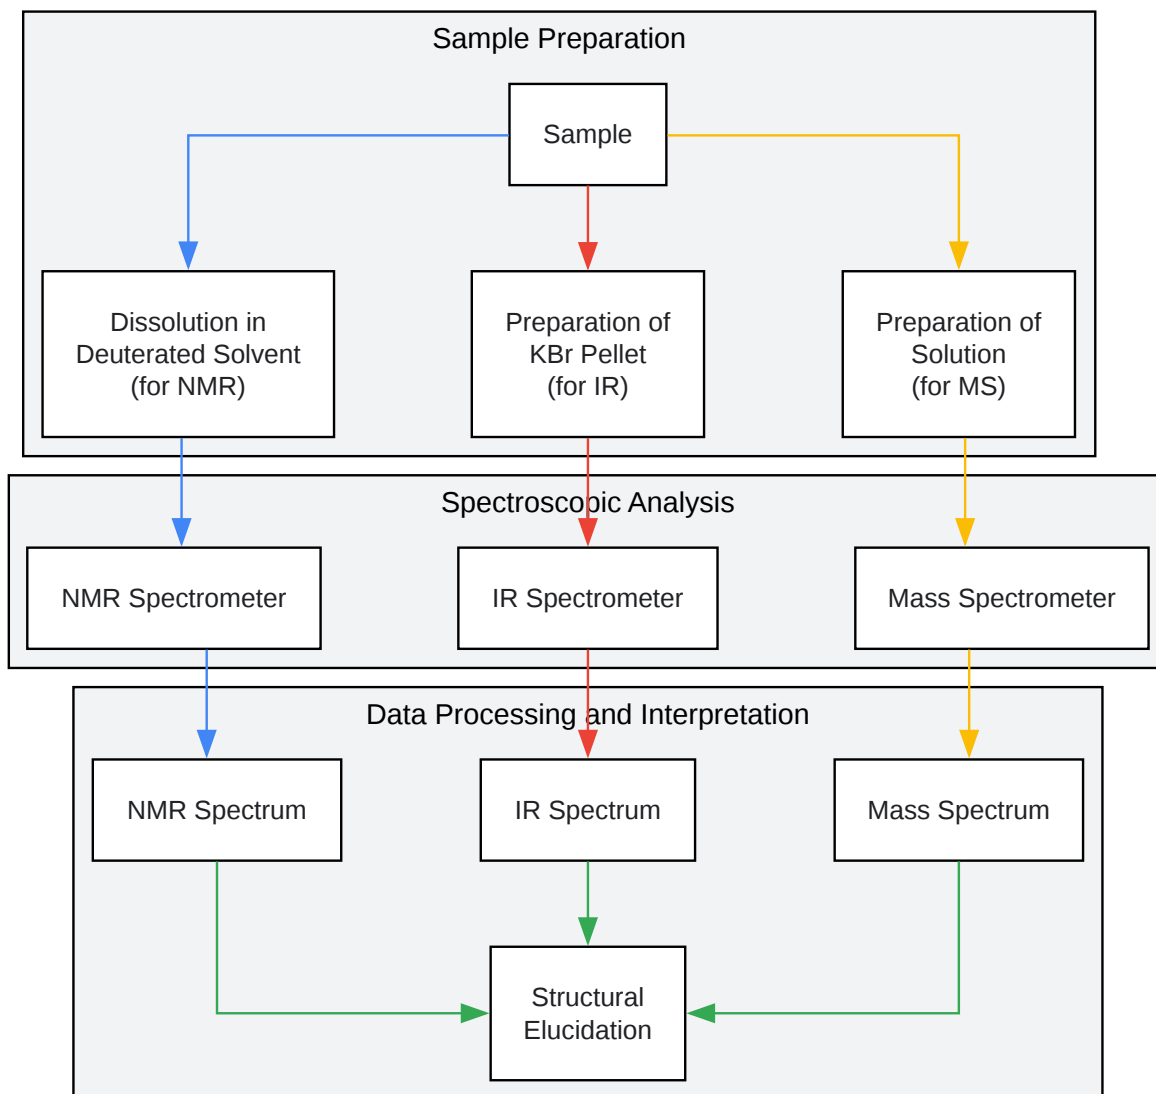 Sample Preparation
Sample
Dissolution in
Deuterated Solvent
(for NMR)
Preparation of
KBr Pellet
(for IR)
Preparation of
Solution
(for MS)
Spectroscopic Analysis
NMR Spectrometer
IR Spectrometer
Mass Spectrometer
Data Processing and Interpretation
NMR Spectrum
IR Spectrum
Mass Spectrum
Structural
Elucidation